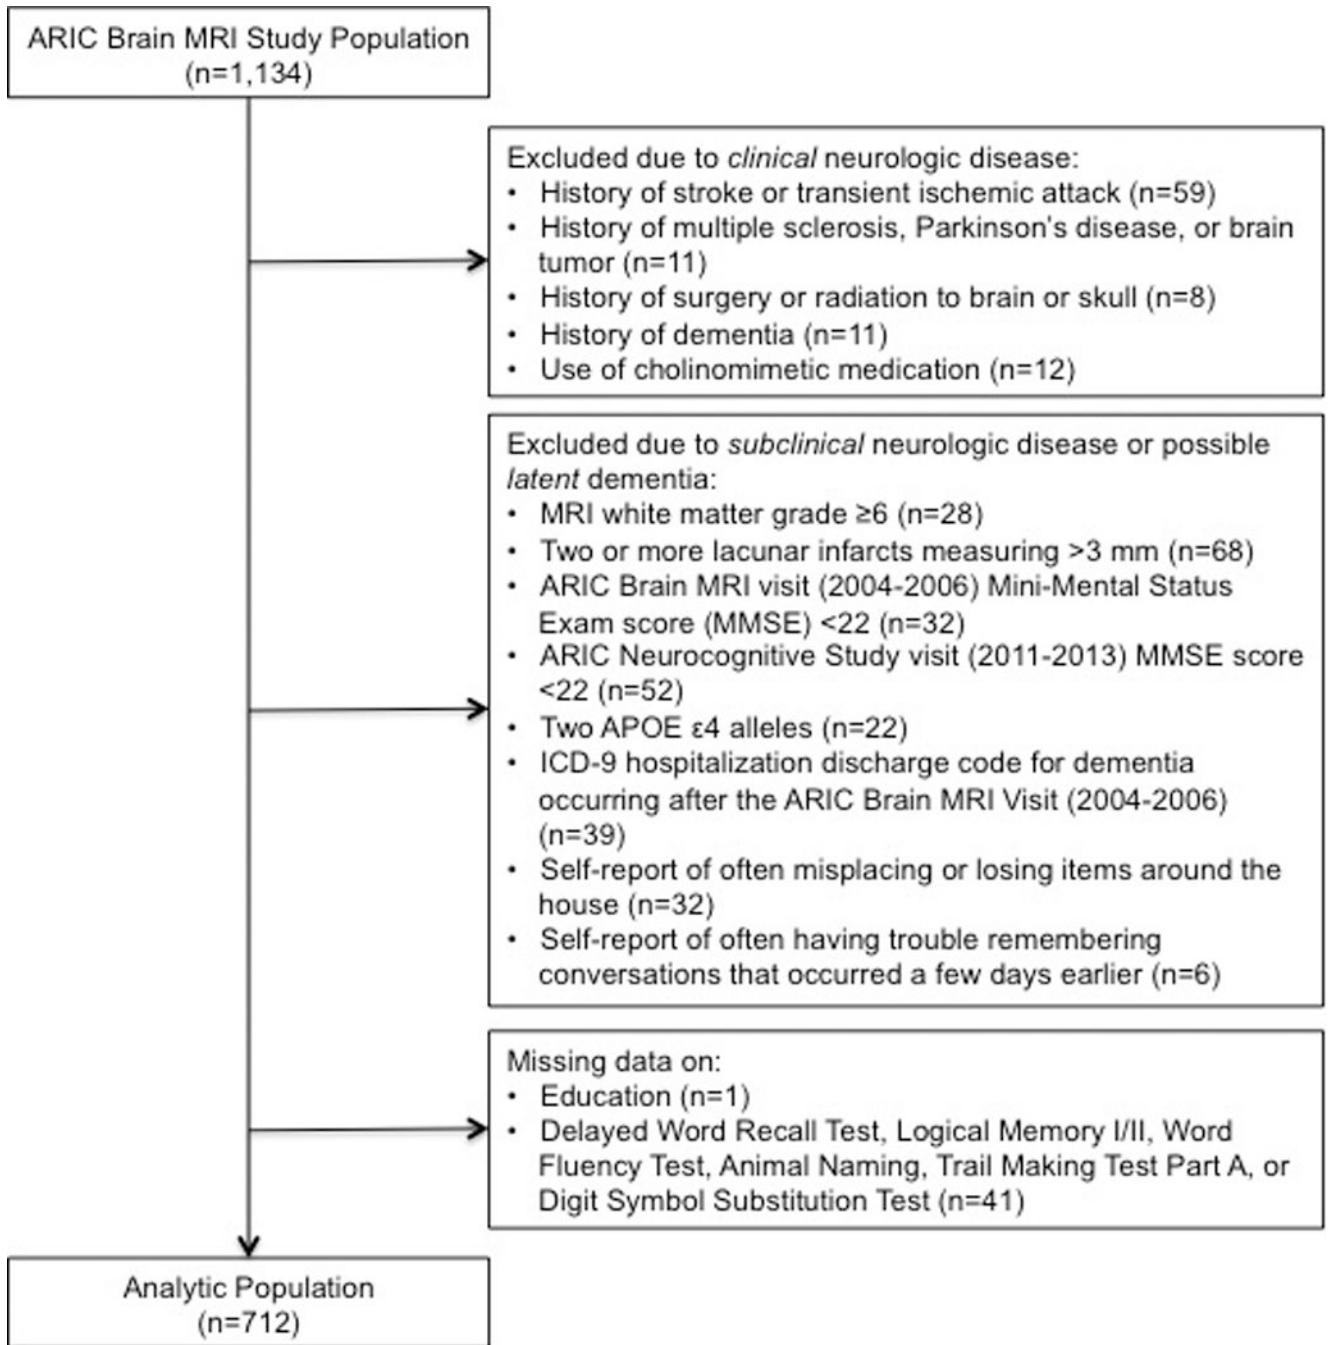 ARIC Brain MRI Study Population
(n=1,134)
Excluded due to clinical neurologic disease:
• History of stroke or transient ischemic attack (n=59)
• History of multiple sclerosis, Parkinson's disease, or brain
tumor (n=11)
• History of surgery or radiation to brain or skull (n=8)
• History of dementia (n=11)
• Use of cholinomimetic medication (n=12)
Excluded due to subclinical neurologic disease or possible
latent dementia:
• MRI white matter grade ≥6 (n=28)
• Two or more lacunar infarcts measuring >3 mm (n=68)
• ARIC Brain MRI visit (2004-2006) Mini-Mental Status
Exam score (MMSE) <22 (n=32)
• ARIC Neurocognitive Study visit (2011-2013) MMSE score
<22 (n=52)
• Two APOE ε4 alleles (n=22)
• ICD-9 hospitalization discharge code for dementia
occurring after the ARIC Brain MRI Visit (2004-2006)
(n=39)
• Self-report of often misplacing or losing items around the
house (n=32)
• Self-report of often having trouble remembering
conversations that occurred a few days earlier (n=6)
Missing data on:
• Education (n=1)
• Delayed Word Recall Test, Logical Memory I/II, Word
Fluency Test, Animal Naming, Trail Making Test Part A, or
Digit Symbol Substitution Test (n=41)
Analytic Population
(n=712)